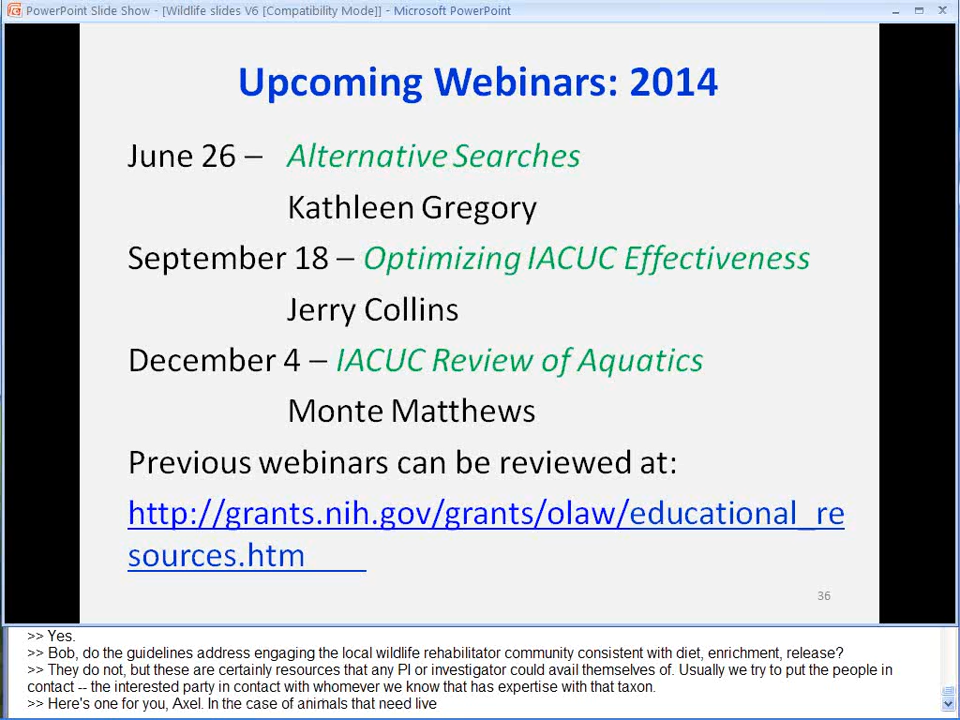 PowerPoint Slide Show - [Wildlife slides V6 [Compatibility Mode]] - Microsoft PowerPoint
Upcoming Webinars: 2014
June 26 – Alternative Searches
Kathleen Gregory
September 18 – Optimizing IACUC Effectiveness
Jerry Collins
December 4 – IACUC Review of Aquatics
Monte Matthews
Previous webinars can be reviewed at:
http://grants.nih.gov/grants/olaw/educational_re
sources.htm
36
>> Yes.
>> Bob, do the guidelines address engaging the local wildlife rehabilitator community consistent with diet, enrichment, release?
>> They do not, but these are certainly resources that any PI or investigator could avail themselves of. Usually we try to put the people in
contact -- the interested party in contact with whomever we know that has expertise with that taxon.
>> Here's one for you, Axel. In the case of animals that need live